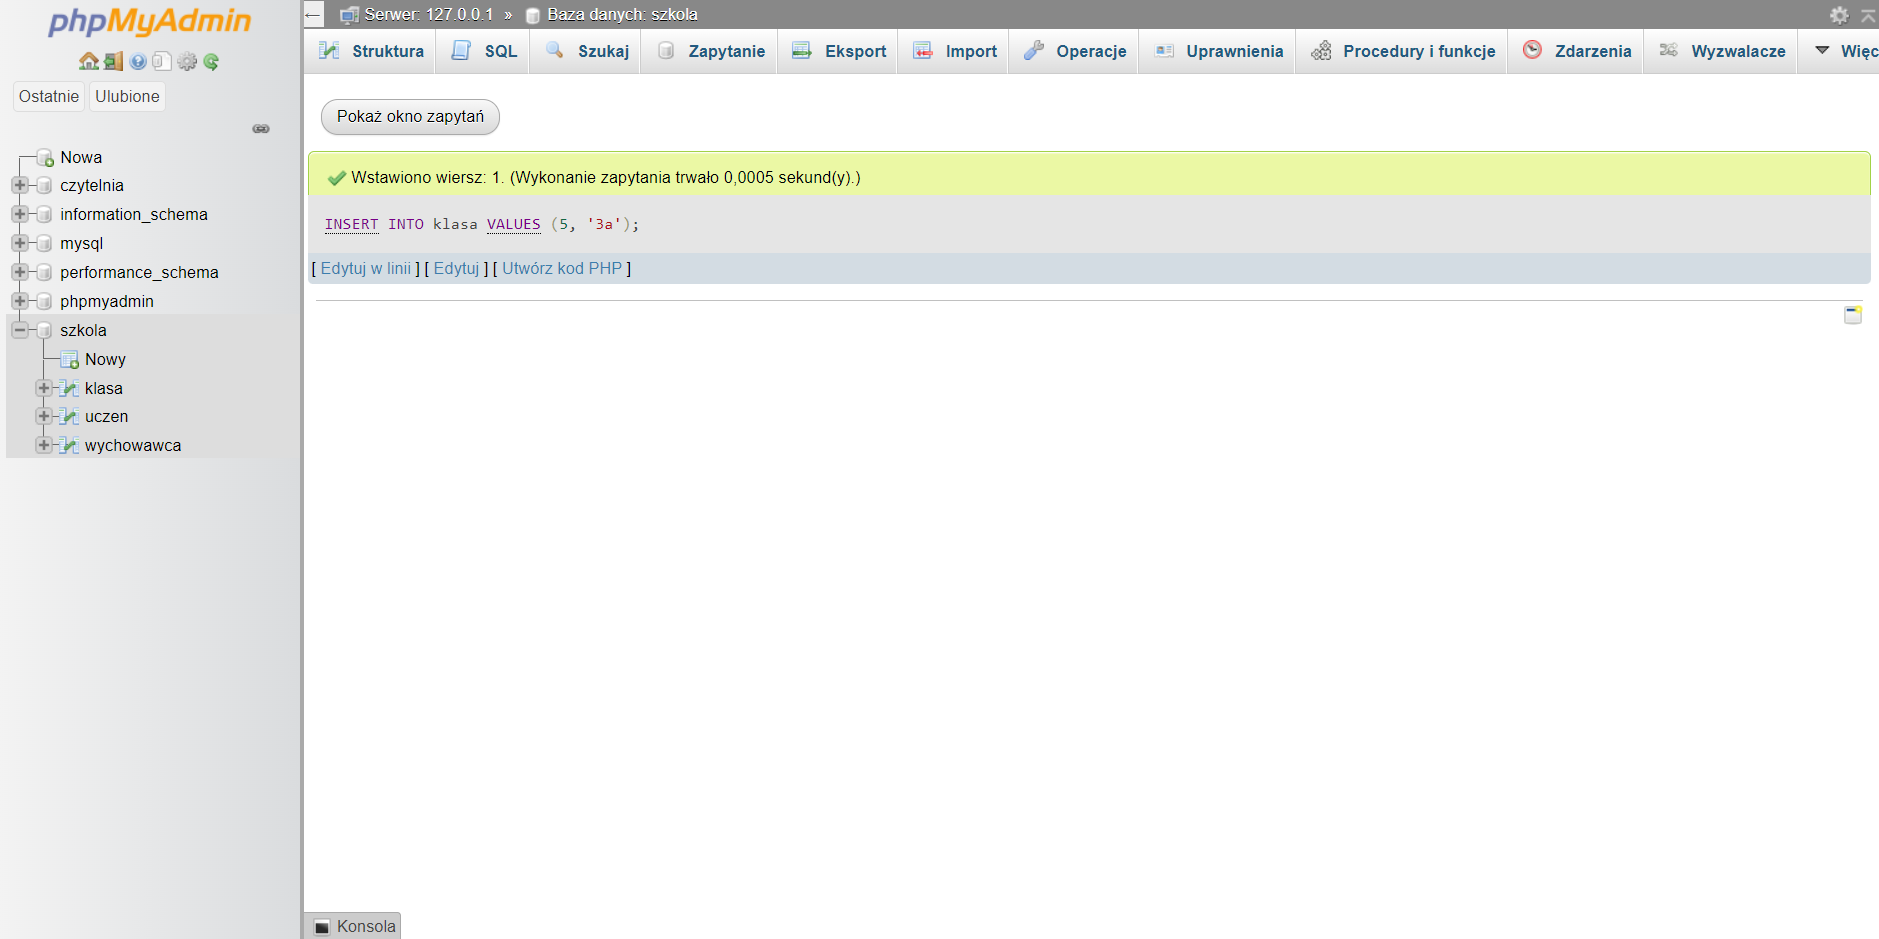 phpMyAdmin
Ostatnie Ulubione
Nowa
czytelnia
information_schema
mysql
performance_schema
phpmyadmin
szkola
Nowy
klasa
uczen
wychowawca
Serwer: 127.0.0.1 » Baza danych: szkola
Struktura SQL Szukaj Zapytanie Eksport Import Operacje Uprawnienia Procedury i funkcje Zdarzenia Wyzwalacze Więc
Pokaż okno zapytań
Wstawiono wiersz: 1. (Wykonanie zapytania trwało 0,0005 sekund(y).)
INSERT INTO klasa VALUES (5, '3a');
[ Edytuj w linii ] [ Edytuj ] [ Utwórz kod PHP ]
Konsola